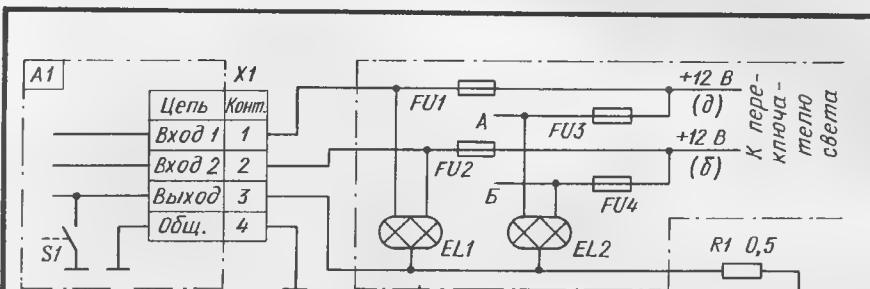 А1
X1
Цепь Конт.
Вход 1 1
Вход 2 2
Выход 3
Общ. 4
S1
FU1
А
FU3
FU2
Б
FU4
EL1
EL2
+12 В
(д)
+12 В
(б)
К пере-
ключа-
телю
света
R1 0,5